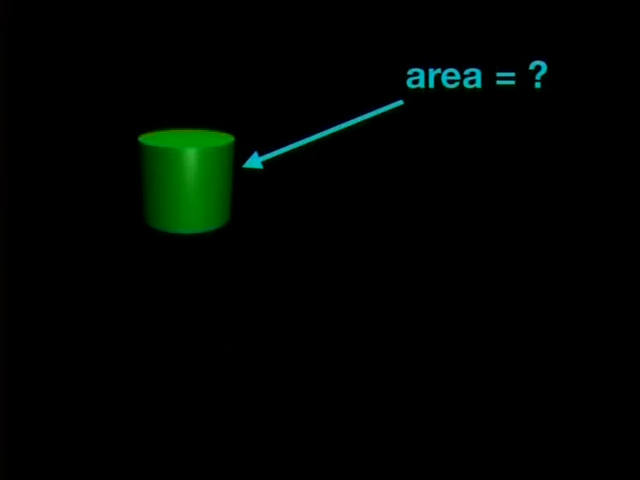 area = ?